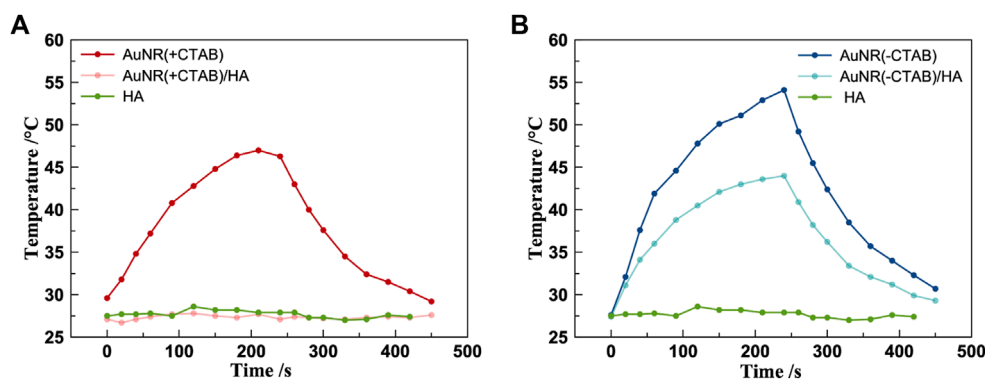 A
60
55
50
45
40
35
30
25
Temperature /°C
AuNR(+CTAB)
AuNR(+CTAB)/HA
HA
0
100
200
300
400
500
Time /s
B
60
55
50
45
40
35
30
25
Temperature /°C
AuNR(-CTAB)
AuNR(-CTAB)/HA
HA
0
100
200
300
400
500
Time /s